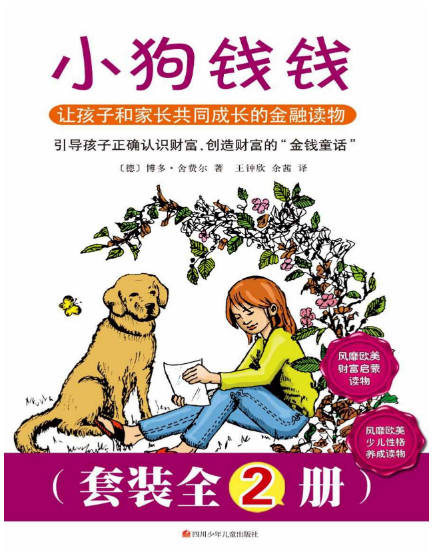 小狗钱钱
让孩子和家长共同成长的金融读物
引导孩子正确认识财富、创造财富的“金钱童话”
〔德〕博多·舍费尔 著 王钟欣 余茜 译
风靡欧美
财富启蒙
读物
风靡欧美
少儿性格
养成读物
（套装全2册）
四川少年儿童出版社